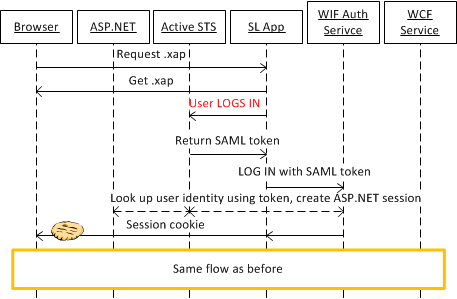 Browser
ASP.NET
Active STS
SL App
WIF Auth
Serivce
WCF
Service
Request .xap
Get .xap
User LOGS IN
Return SAML token
LOG IN with SAML token
Look up user identity using token, create ASP.NET session
Session cookie
Same flow as before